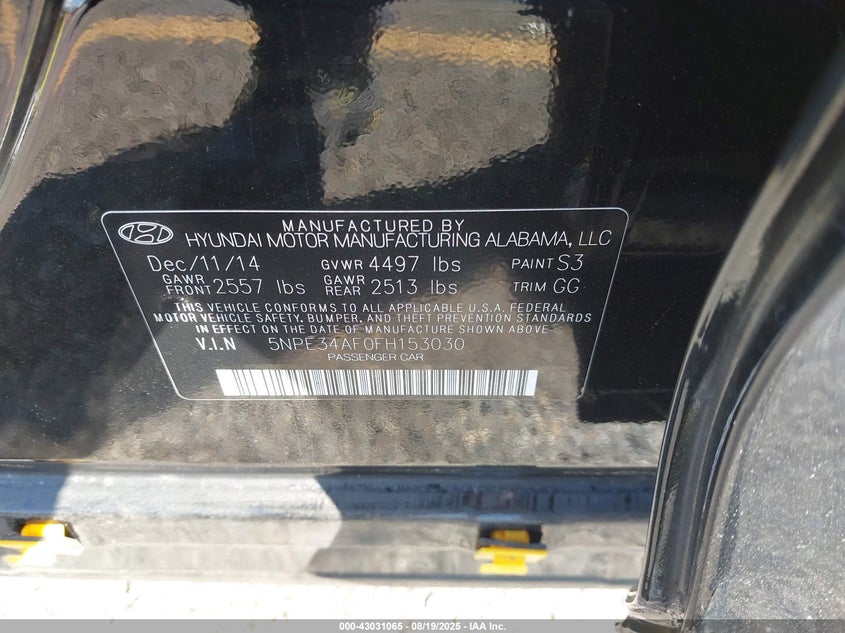 MANUFACTURED BY
HYUNDAI MOTOR MANUFACTURING ALABAMA, LLC
Dec/11/14 GVWR 4497 lbs PAINT S3
GAWR FRONT 2557 lbs GAWR REAR 2513 lbs TRIM GG
THIS VEHICLE CONFORMS TO ALL APPLICABLE U.S.A. FEDERAL
MOTOR VEHICLE SAFETY, BUMPER, AND THEFT PREVENTION STANDARDS
IN EFFECT ON THE DATE OF MANUFACTURE SHOWN ABOVE
V.I.N 5NPE34AF0FH153030
PASSENGER CAR
000-43031065 - 08/19/2025 - IAA Inc.